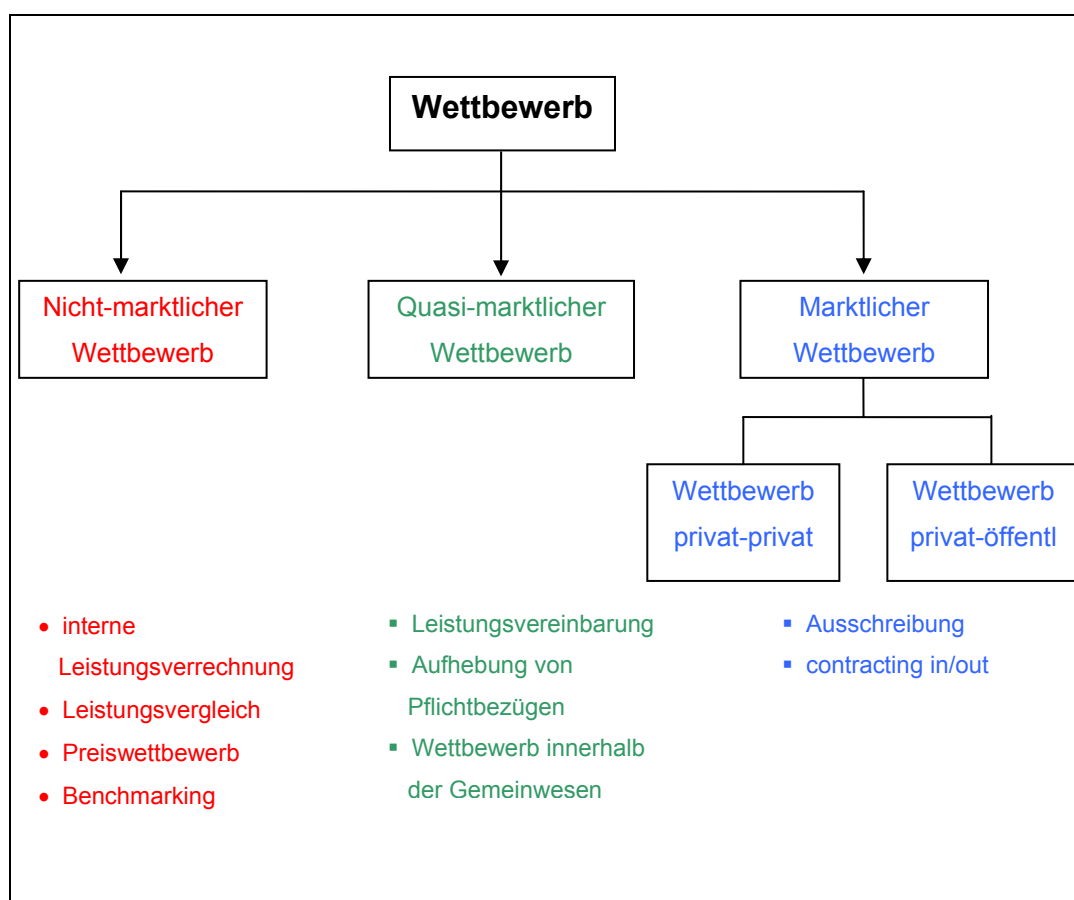 Wettbewerb
Nicht-marktlicher
Wettbewerb
Quasi-marktlicher
Wettbewerb
Marktlicher
Wettbewerb
Wettbewerb
privat-privat
Wettbewerb
privat-öffentl
• interne
Leistungsverrechnung
• Leistungsvergleich
• Preiswettbewerb
• Benchmarking
▪ Leistungsvereinbarung
▪ Aufhebung von
Pflichtbezügen
▪ Wettbewerb innerhalb
der Gemeinwesen
▪ Ausschreibung
▪ contracting in/out